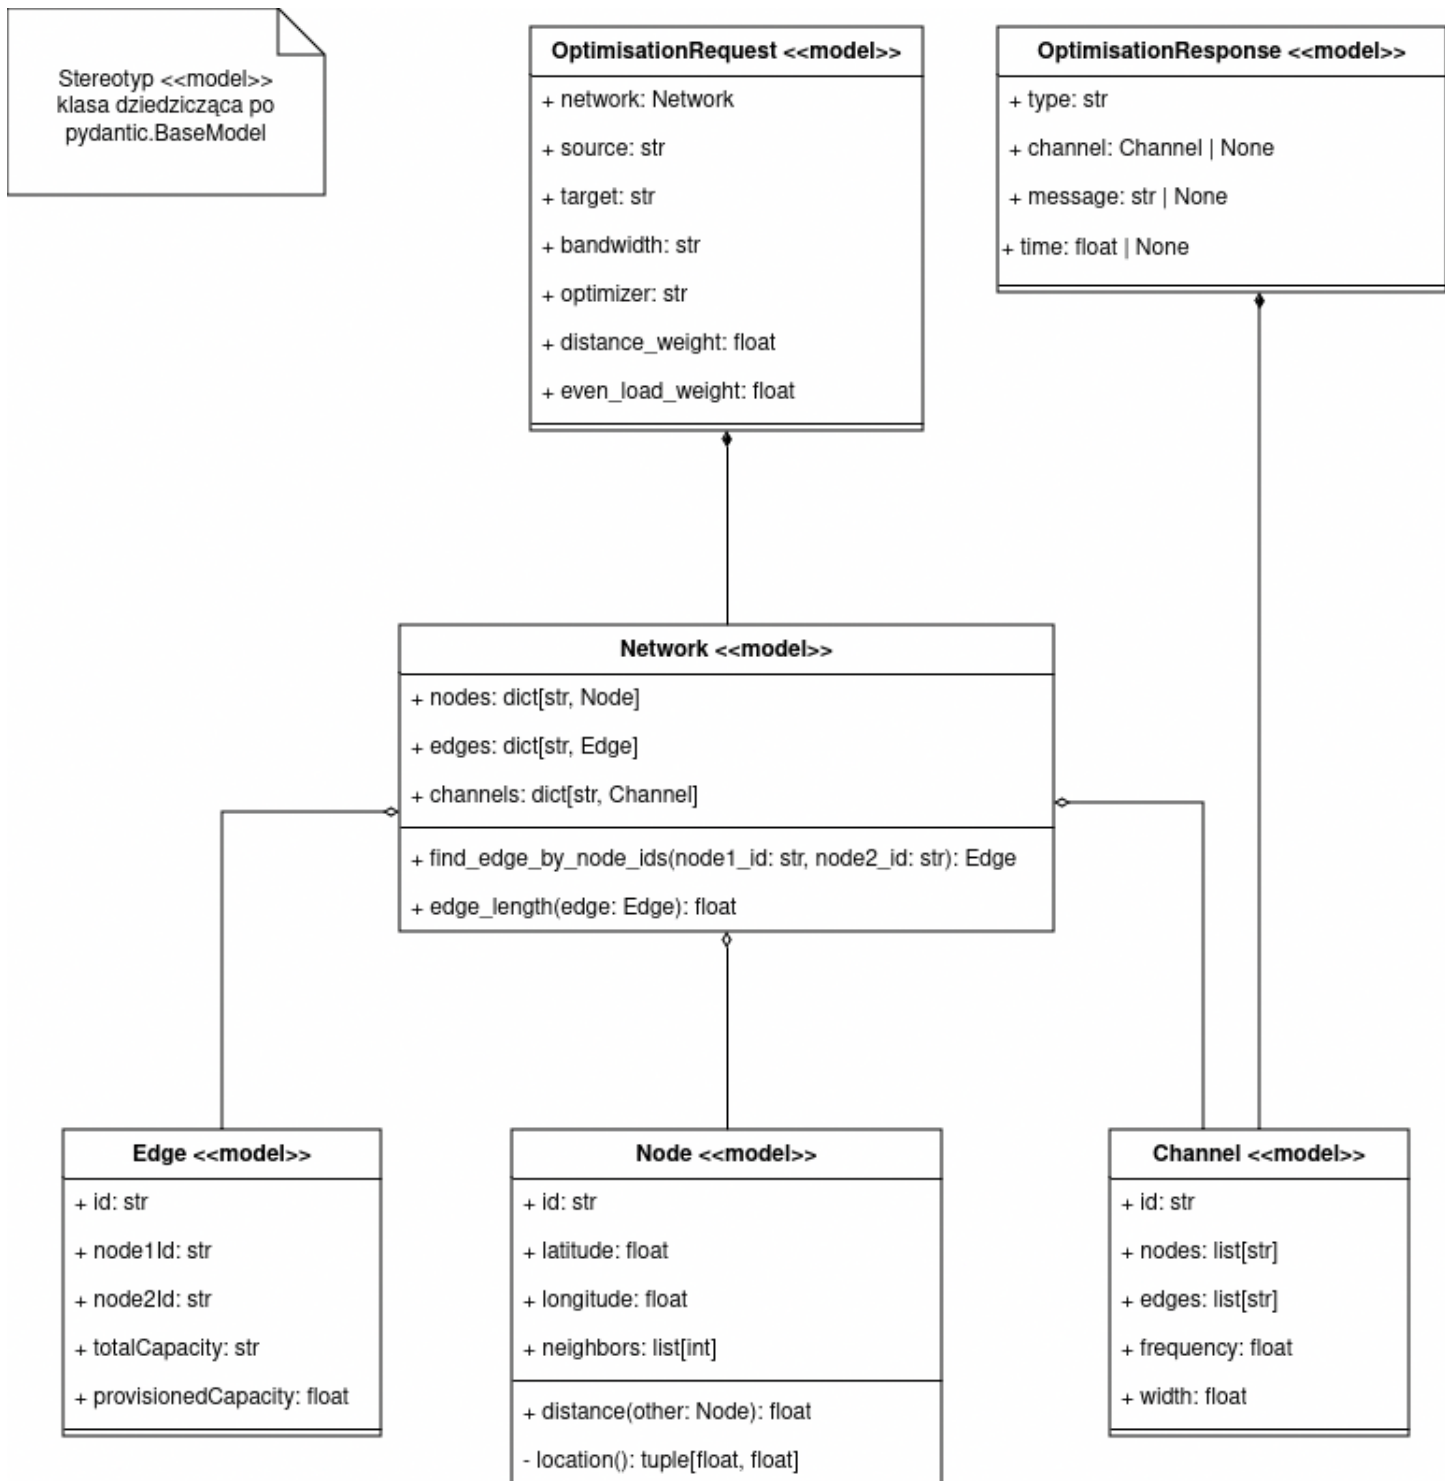 Stereotyp <<model>>
klasa dziedzicząca po
pydantic.BaseModel
OptimisationRequest <<model>>
+ network: Network
+ source: str
+ target: str
+ bandwidth: str
+ optimizer: str
+ distance_weight: float
+ even_load_weight: float
OptimisationResponse <<model>>
+ type: str
+ channel: Channel | None
+ message: str | None
+ time: float | None
Network <<model>>
+ nodes: dict[str, Node]
+ edges: dict[str, Edge]
+ channels: dict[str, Channel]
+ find_edge_by_node_ids(node1_id: str, node2_id: str): Edge
+ edge_length(edge: Edge): float
Edge <<model>>
+ id: str
+ node1Id: str
+ node2Id: str
+ totalCapacity: str
+ provisionedCapacity: float
Node <<model>>
+ id: str
+ latitude: float
+ longitude: float
+ neighbors: list[int]
+ distance(other: Node): float
- location(): tuple[float, float]
Channel <<model>>
+ id: str
+ nodes: list[str]
+ edges: list[str]
+ frequency: float
+ width: float